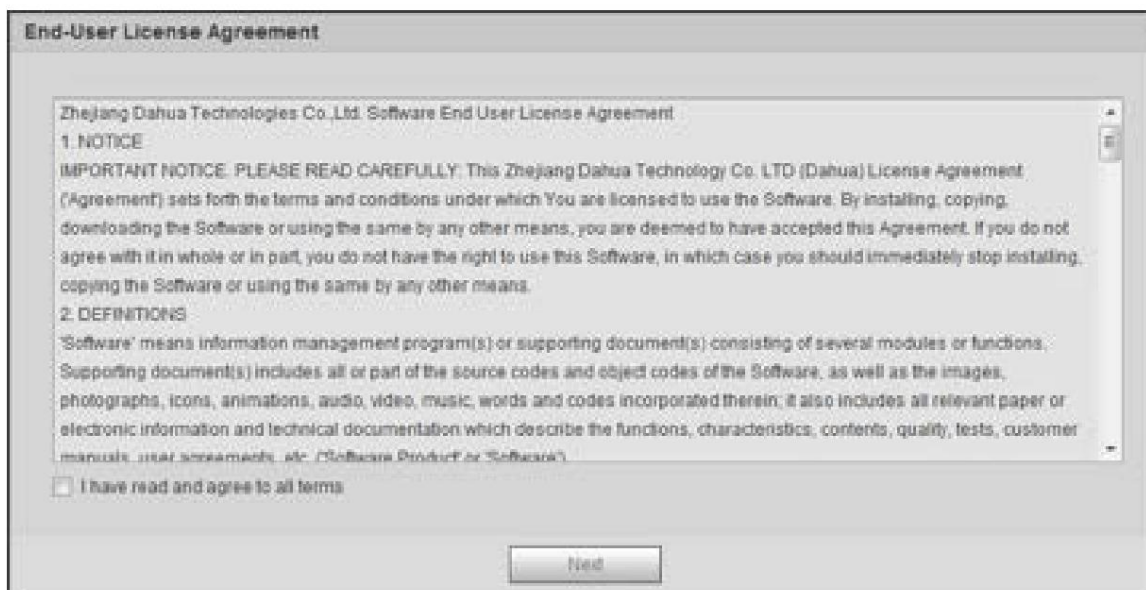 End-User License Agreement
Zhejiang Dahua Technologies Co.,Ltd. Software End User License Agreement
1. NOTICE
IMPORTANT NOTICE. PLEASE READ CAREFULLY: This Zhejiang Dahua Technology Co. LTD (Dahua) License Agreement
('Agreement') sets forth the terms and conditions under which You are licensed to use the Software. By installing, copying,
downloading the Software or using the same by any other means, you are deemed to have accepted this Agreement. If you do not
agree with it in whole or in part, you do not have the right to use this Software, in which case you should immediately stop installing,
copying the Software or using the same by any other means.
2. DEFINITIONS
'Software' means information management program(s) or supporting document(s) consisting of several modules or functions,
Supporting document(s) includes all or part of the source codes and object codes of the Software, as well as the images,
photographs, icons, animations, audio, video, music, words and codes incorporated therein; it also includes all relevant paper or
electronic information and technical documentation which describe the functions, characteristics, contents, quality, tests, customer
manuals, user agreements, etc. ('Software Product' or 'Software').
I have read and agree to all terms
Next